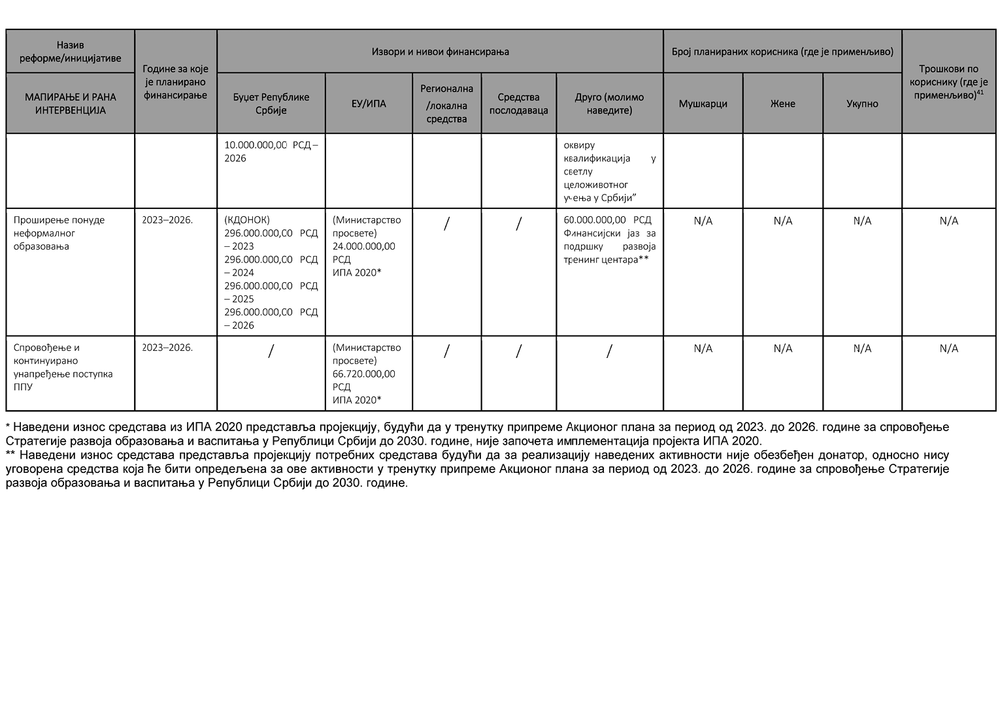 Назив
реформе/иницијативе
Године за које
је планирано
финансирање
Извори и нивои финансирања
Број планираних корисника (где је применљиво)
Трошкови по
кориснику (где је
применљиво)41
МАПИРАЊЕ И РАНА
ИНТЕРВЕНЦИЈА
Буџет Републике
Србије
ЕУ/ИПА
Регионална
/локална
средства
Средства
послодаваца
Друго (молимо
наведите)
Мушкарци
Жене
Укупно
10.000.000,00 РСД –
2026
оквиру
квалификација у
светлу
целоживотног
учења у Србији”
Проширење понуде
неформалног
образовања
2023–2026.
(КДОНОК)
296.000.000,00 РСД
– 2023
296.000.000,00 РСД
– 2024
296.000.000,00 РСД
– 2025
296.000.000,00 РСД
– 2026
(Министарство
просвете)
24.000.000,00
РСД
ИПА 2020*
/
/
60.000.000,00 РСД
Финансијски јаз за
подршку развоја
тренинг центара**
N/A
N/A
N/A
N/A
Спровођење и
континуирано
унапређење поступка
ППУ
2023–2026.
/
(Министарство
просвете)
66.720.000,00
РСД
ИПА 2020*
/
/
/
N/A
N/A
N/A
N/A
* Наведени износ средстава из ИПА 2020 представља пројекцију, будући да у тренутку припреме Акционог плана за период од 2023. до 2026. године за спровођење
Стратегије развоја образовања и васпитања у Републици Србији до 2030. године, није започета имплементација пројекта ИПА 2020.
** Наведени износ средстава представља пројекцију потребних средстава будући да за реализацију наведених активности није обезбеђен донатор, односно нису
уговорена средства која ће бити опредељена за ове активности у тренутку припреме Акционог плана за период од 2023. до 2026. године за спровођење Стратегије
развоја образовања и васпитања у Републици Србији до 2030. године.